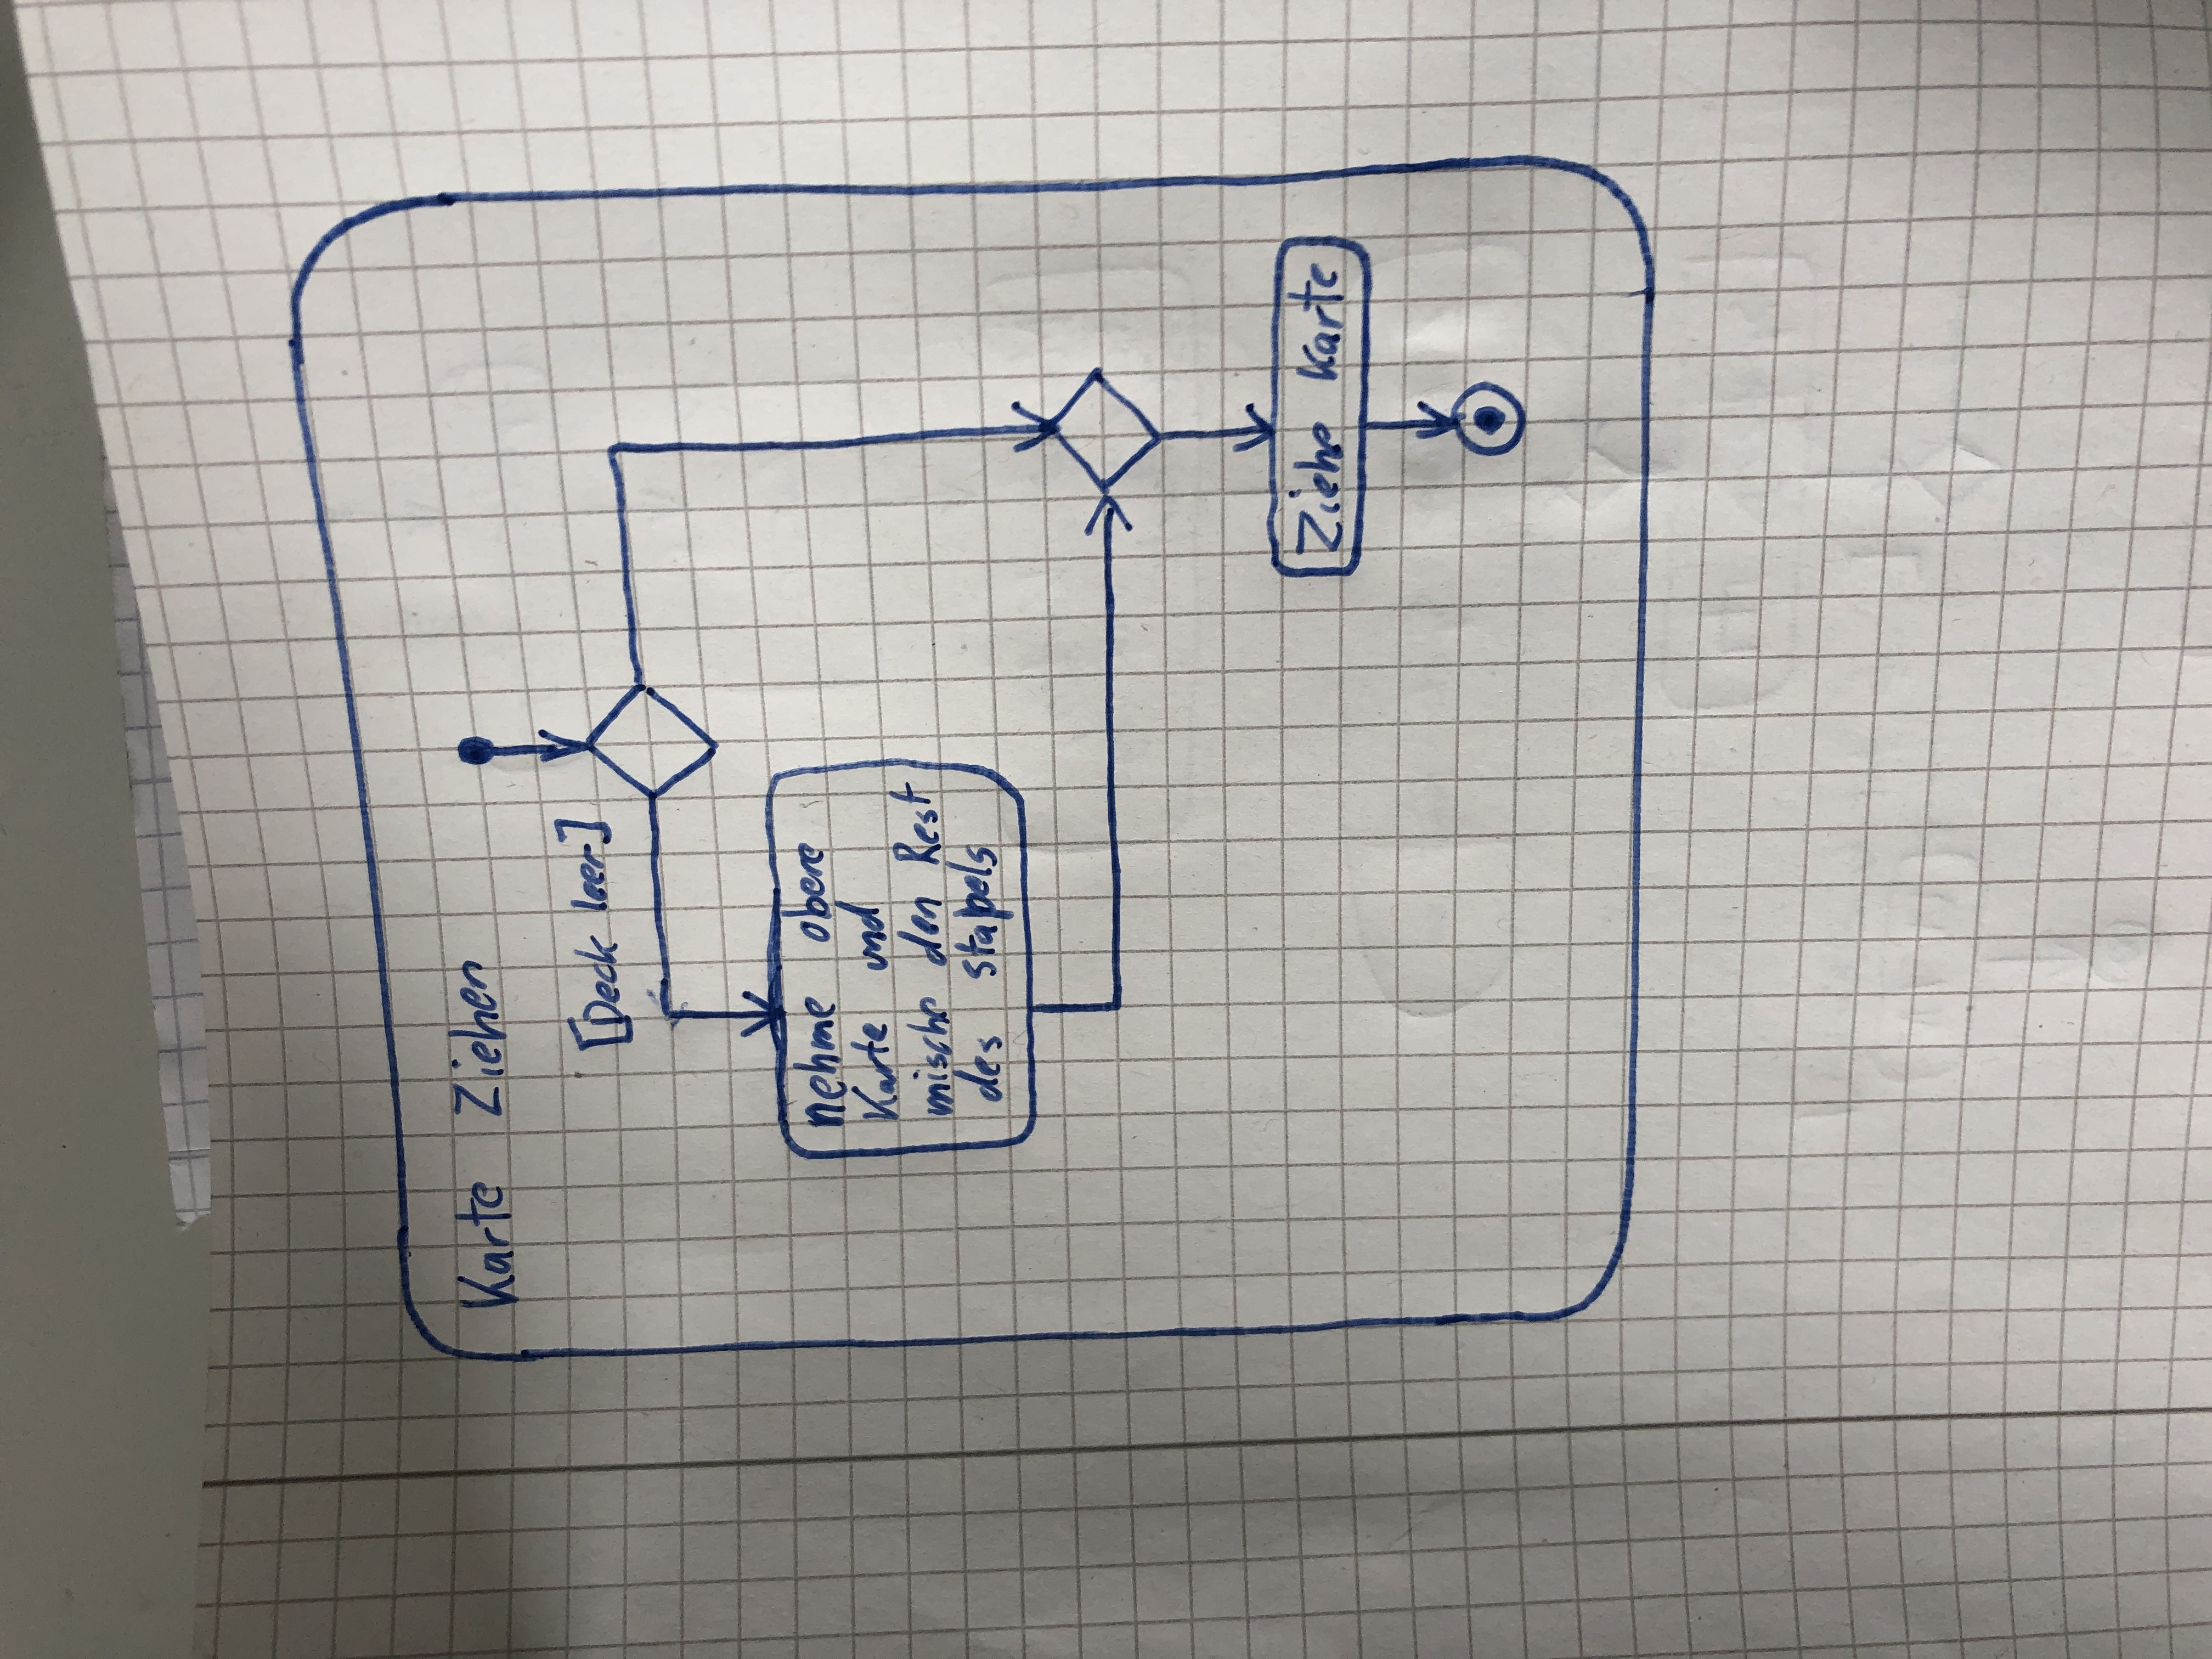 Karte Ziehen
[Deck leer]
nehme obere
Karte und
mische den Rest
des stapels
Ziehe Karte